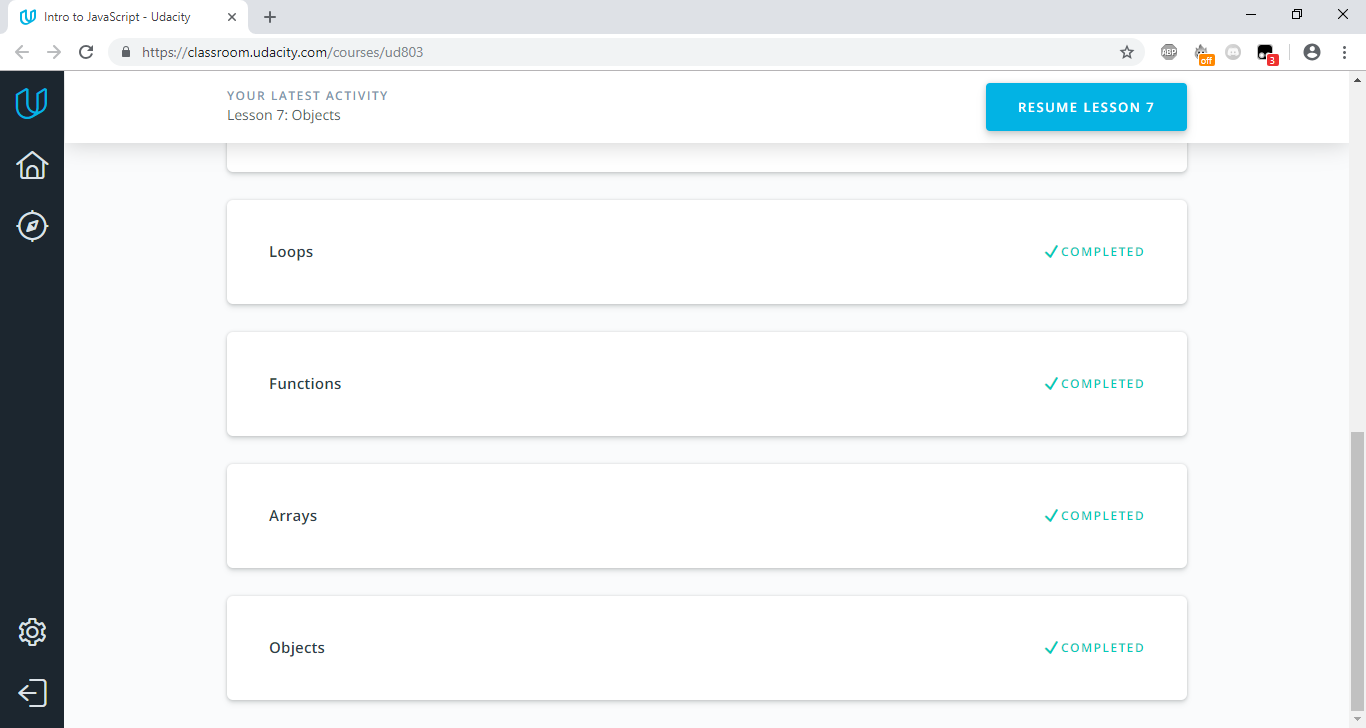 Intro to JavaScript - Udacity
https://classroom.udacity.com/courses/ud803
ABP
off
3
YOUR LATEST ACTIVITY
Lesson 7: Objects
RESUME LESSON 7
Loops
COMPLETED
Functions
COMPLETED
Arrays
COMPLETED
Objects
COMPLETED